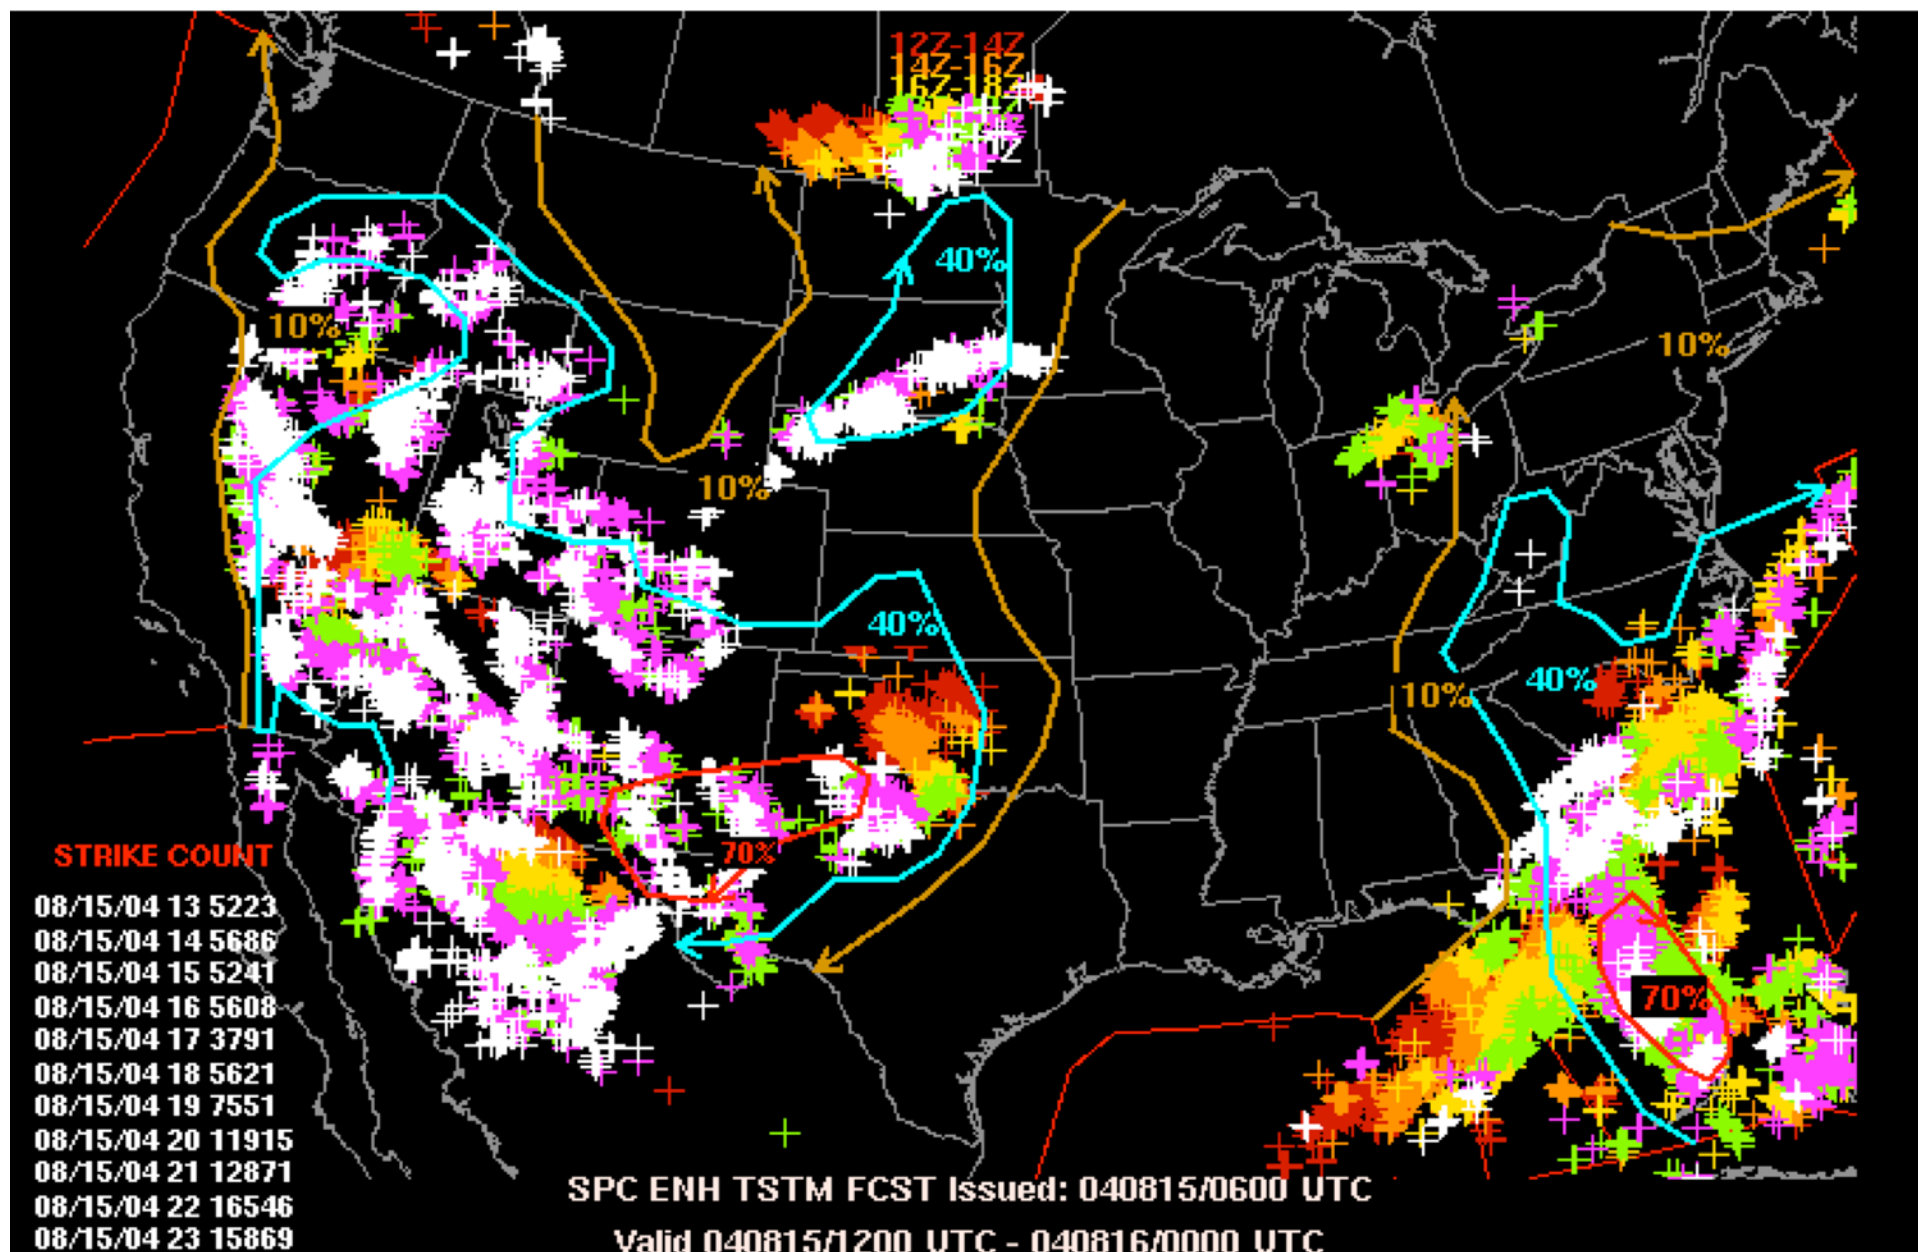 12Z-14Z
14Z-16Z
16Z-18Z
40%
10%
10%
10%
40%
40%
10%
70%
70%
STRIKE COUNT
08/15/04 13 5223
08/15/04 14 5686
08/15/04 15 5241
08/15/04 16 5608
08/15/04 17 3791
08/15/04 18 5621
08/15/04 19 7551
08/15/04 20 11915
08/15/04 21 12871
08/15/04 22 16546
08/15/04 23 15869
SPC ENH TSTM FCST Issued: 040815/0600 UTC
Valid 040815/1200 UTC - 040816/0000 UTC